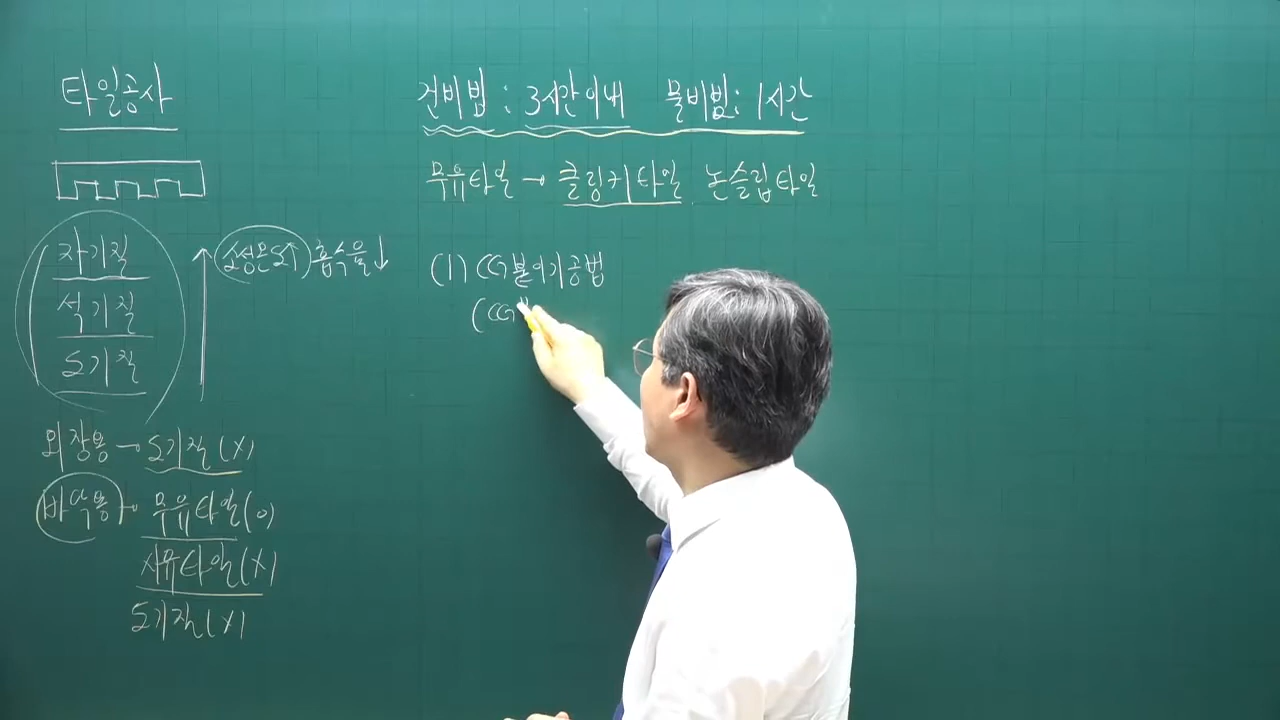 타일공사
자기질
석기질
도기질
소성온도↑ 흡수율↓
외장용→도기질(X)
바닥용→무유타일(O)
시유타일(X)
도기질(X)
건비빔 : 3시간이내 물비빔 : 1시간
무유타일→클링커타일 논슬립타일
(1) 떠붙이기공법
(떠